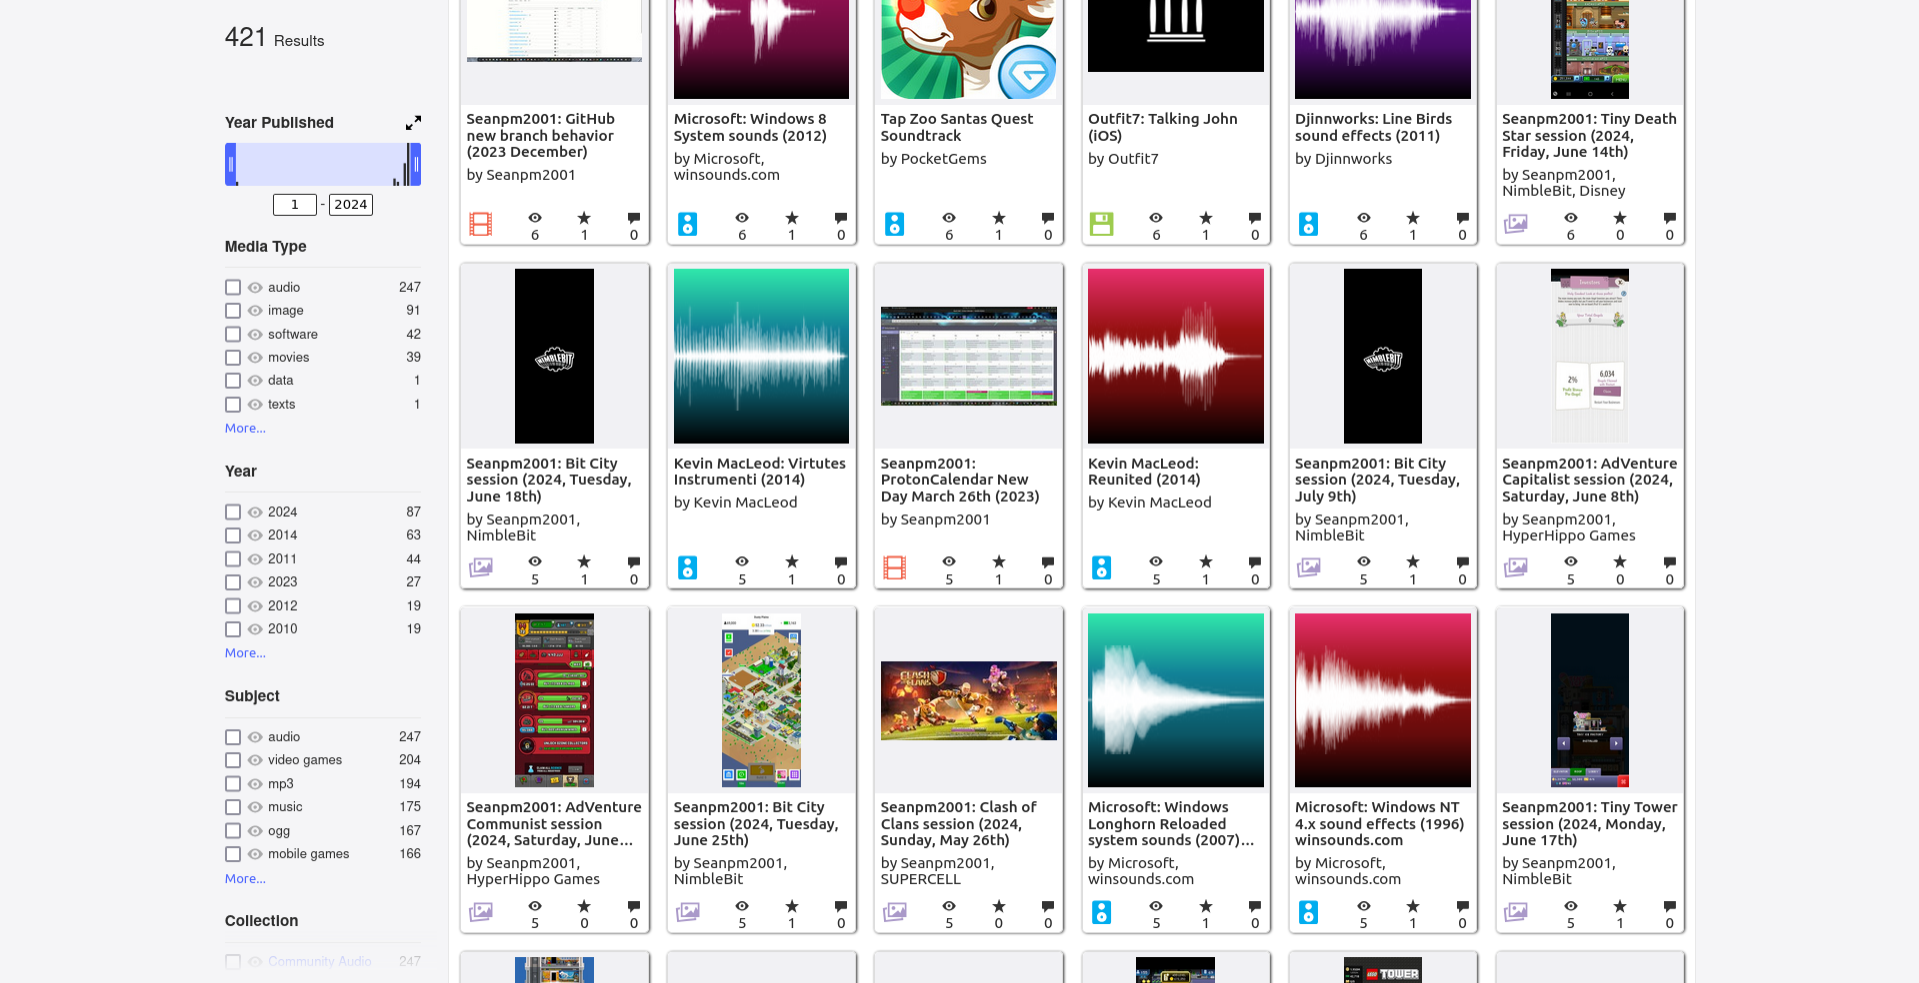 421 Results
Year Published
1 - 2024
Media Type
audio 247
image 91
software 42
movies 39
data 1
texts 1
More...
Year
2024 87
2014 63
2011 44
2023 27
2012 19
2010 19
More...
Subject
audio 247
video games 204
mp3 194
music 175
ogg 167
mobile games 166
More...
Collection
Community Audio 247
Seanpm2001: GitHub
new branch behavior
(2023 December)
by Seanpm2001
6 1 0
Microsoft: Windows 8
System sounds (2012)
by Microsoft,
winsounds.com
6 1 0
Tap Zoo Santas Quest
Soundtrack
by PocketGems
6 1 0
Outfit7: Talking John
(iOS)
by Outfit7
6 1 0
Djinnworks: Line Birds
sound effects (2011)
by Djinnworks
6 1 0
Seanpm2001: Tiny Death
Star session (2024,
Friday, June 14th)
by Seanpm2001,
NimbleBit, Disney
6 0 0
NIMBLEBIT
Seanpm2001: Bit City
session (2024, Tuesday,
June 18th)
by Seanpm2001,
NimbleBit
5 1 0
Kevin MacLeod: Virtutes
Instrumenti (2014)
by Kevin MacLeod
5 1 0
Seanpm2001:
ProtonCalendar New
Day March 26th (2023)
by Seanpm2001
5 1 0
Kevin MacLeod:
Reunited (2014)
by Kevin MacLeod
5 1 0
NIMBLEBIT
Seanpm2001: Bit City
session (2024, Tuesday,
July 9th)
by Seanpm2001,
NimbleBit
5 1 0
2%
6,034
Seanpm2001: AdVenture
Capitalist session (2024,
Saturday, June 8th)
by Seanpm2001,
HyperHippo Games
5 0 0
Seanpm2001: AdVenture
Communist session
(2024, Saturday, June...
by Seanpm2001,
HyperHippo Games
5 0 0
Seanpm2001: Bit City
session (2024, Tuesday,
June 25th)
by Seanpm2001,
NimbleBit
5 1 0
CLASH
CLANS
Seanpm2001: Clash of
Clans session (2024,
Sunday, May 26th)
by Seanpm2001,
SUPERCELL
5 0 0
Microsoft: Windows
Longhorn Reloaded
system sounds (2007)...
by Microsoft,
winsounds.com
5 1 0
Microsoft: Windows NT
4.x sound effects (1996)
winsounds.com
by Microsoft,
winsounds.com
5 1 0
Seanpm2001: Tiny Tower
session (2024, Monday,
June 17th)
by Seanpm2001,
NimbleBit
5 1 0
LEGO TOWER